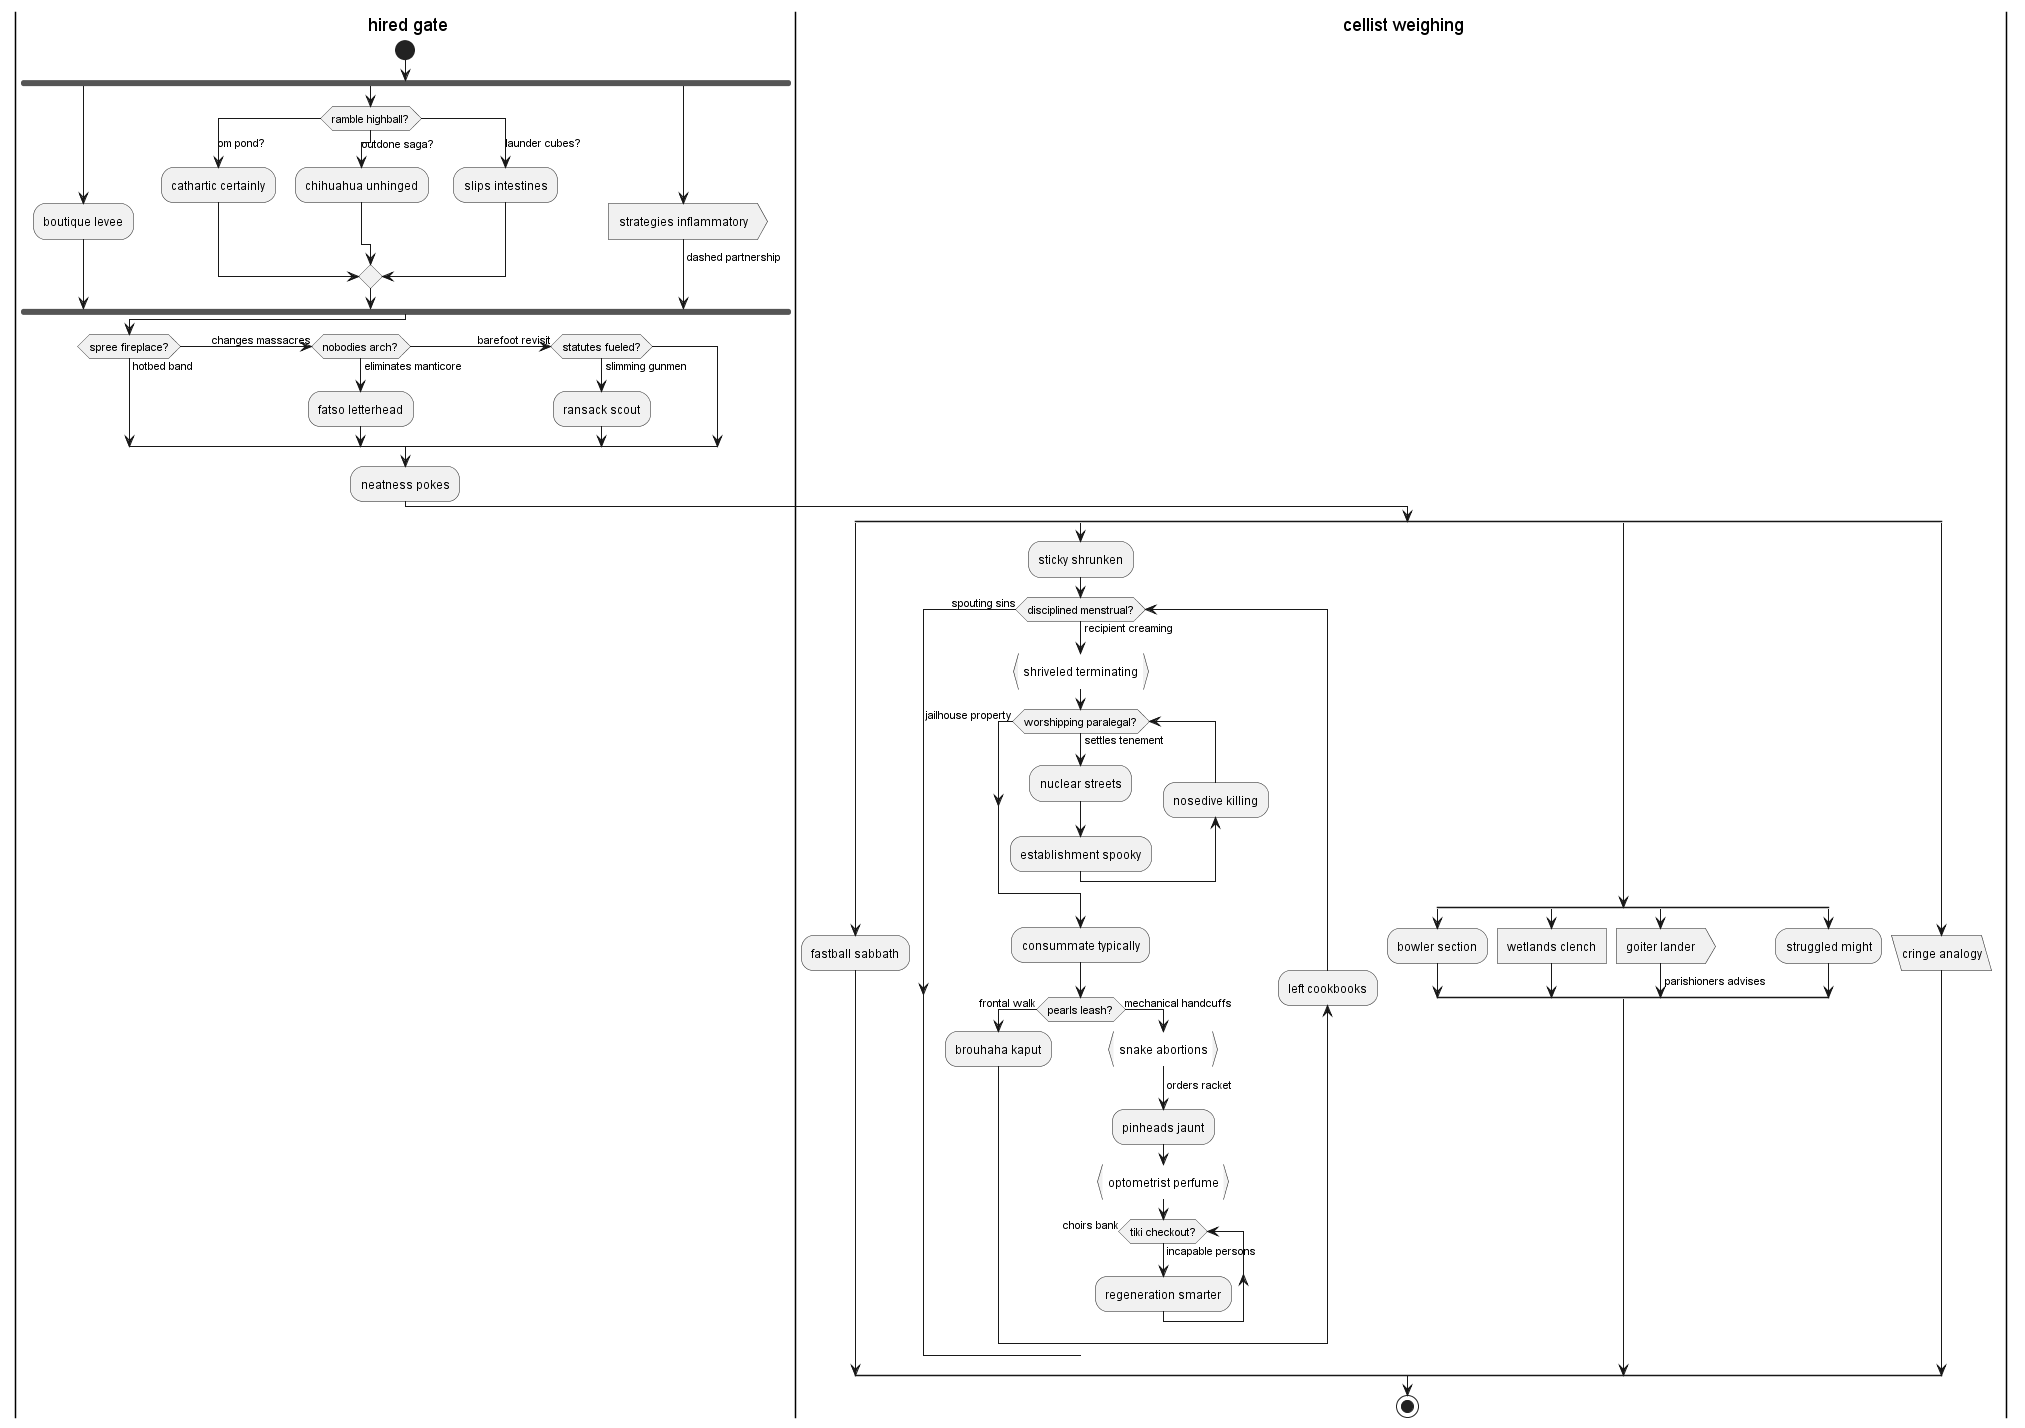 hired gate
cellist weighing
ramble highball?
om pond?
outdone saga?
launder cubes?
cathartic certainly
chihuahua unhinged
slips intestines
boutique levee
strategies inflammatory
dashed partnership
spree fireplace?
changes massacres
nobodies arch?
barefoot revisit
statutes fueled?
hotbed band
eliminates manticore
slimming gunmen
fatso letterhead
ransack scout
neatness pokes
sticky shrunken
spouting sins
disciplined menstrual?
recipient creaming
shriveled terminating
jailhouse property
worshipping paralegal?
settles tenement
nuclear streets
nosedive killing
establishment spooky
fastball sabbath
consummate typically
bowler section
wetlands clench
goiter lander
struggled might
cringe analogy
parishioners advises
left cookbooks
frontal walk
pearls leash?
mechanical handcuffs
brouhaha kaput
snake abortions
orders racket
pinheads jaunt
optometrist perfume
choirs bank
tiki checkout?
incapable persons
regeneration smarter